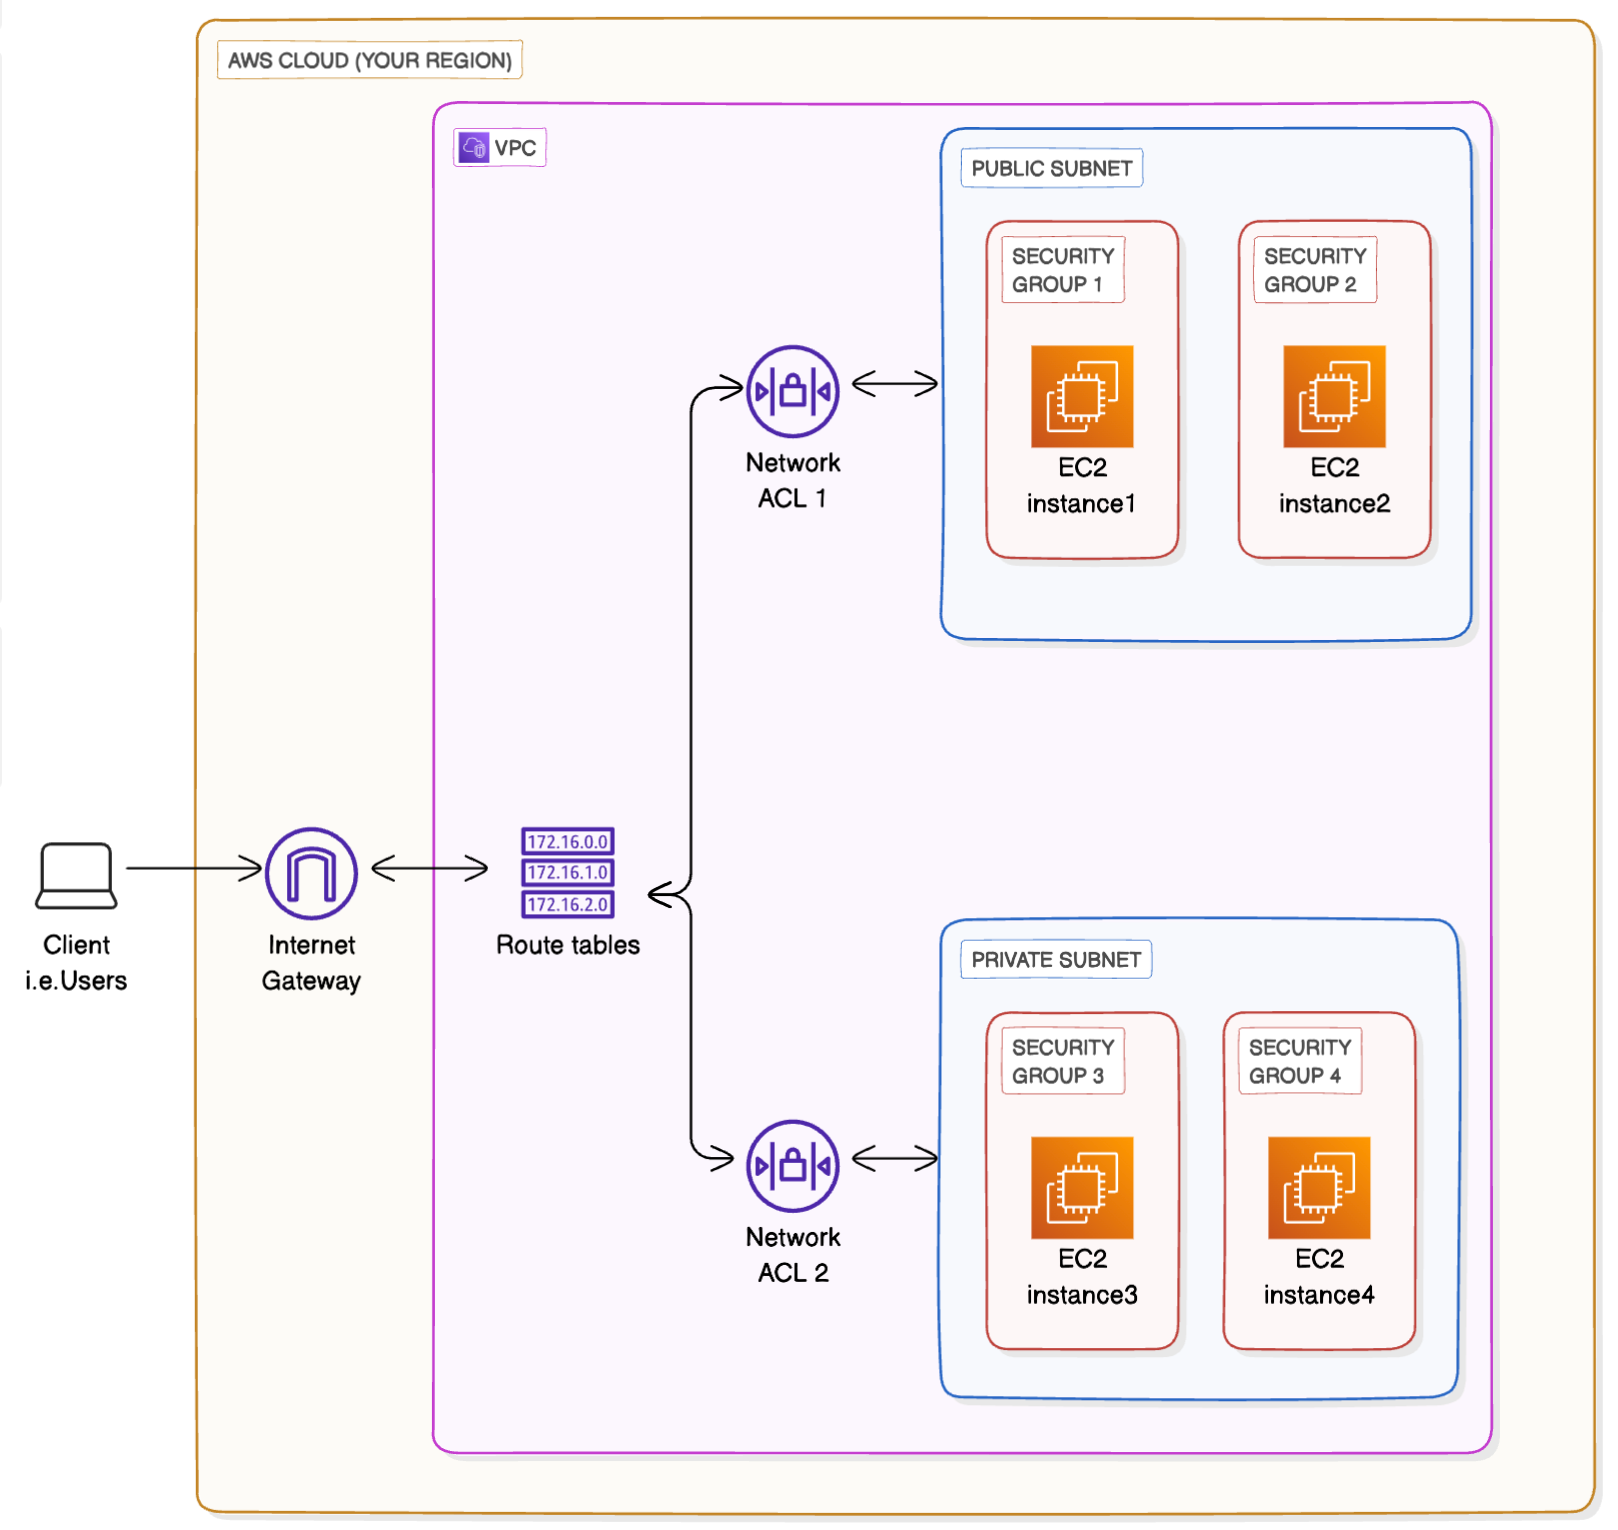 AWS CLOUD (YOUR REGION)
VPC
PUBLIC SUBNET
SECURITY
GROUP 1
EC2
instance1
SECURITY
GROUP 2
EC2
instance2
Network
ACL 1
Client
i.e.Users
Internet
Gateway
172.16.0.0
172.16.1.0
172.16.2.0
Route tables
PRIVATE SUBNET
SECURITY
GROUP 3
EC2
instance3
SECURITY
GROUP 4
EC2
instance4
Network
ACL 2